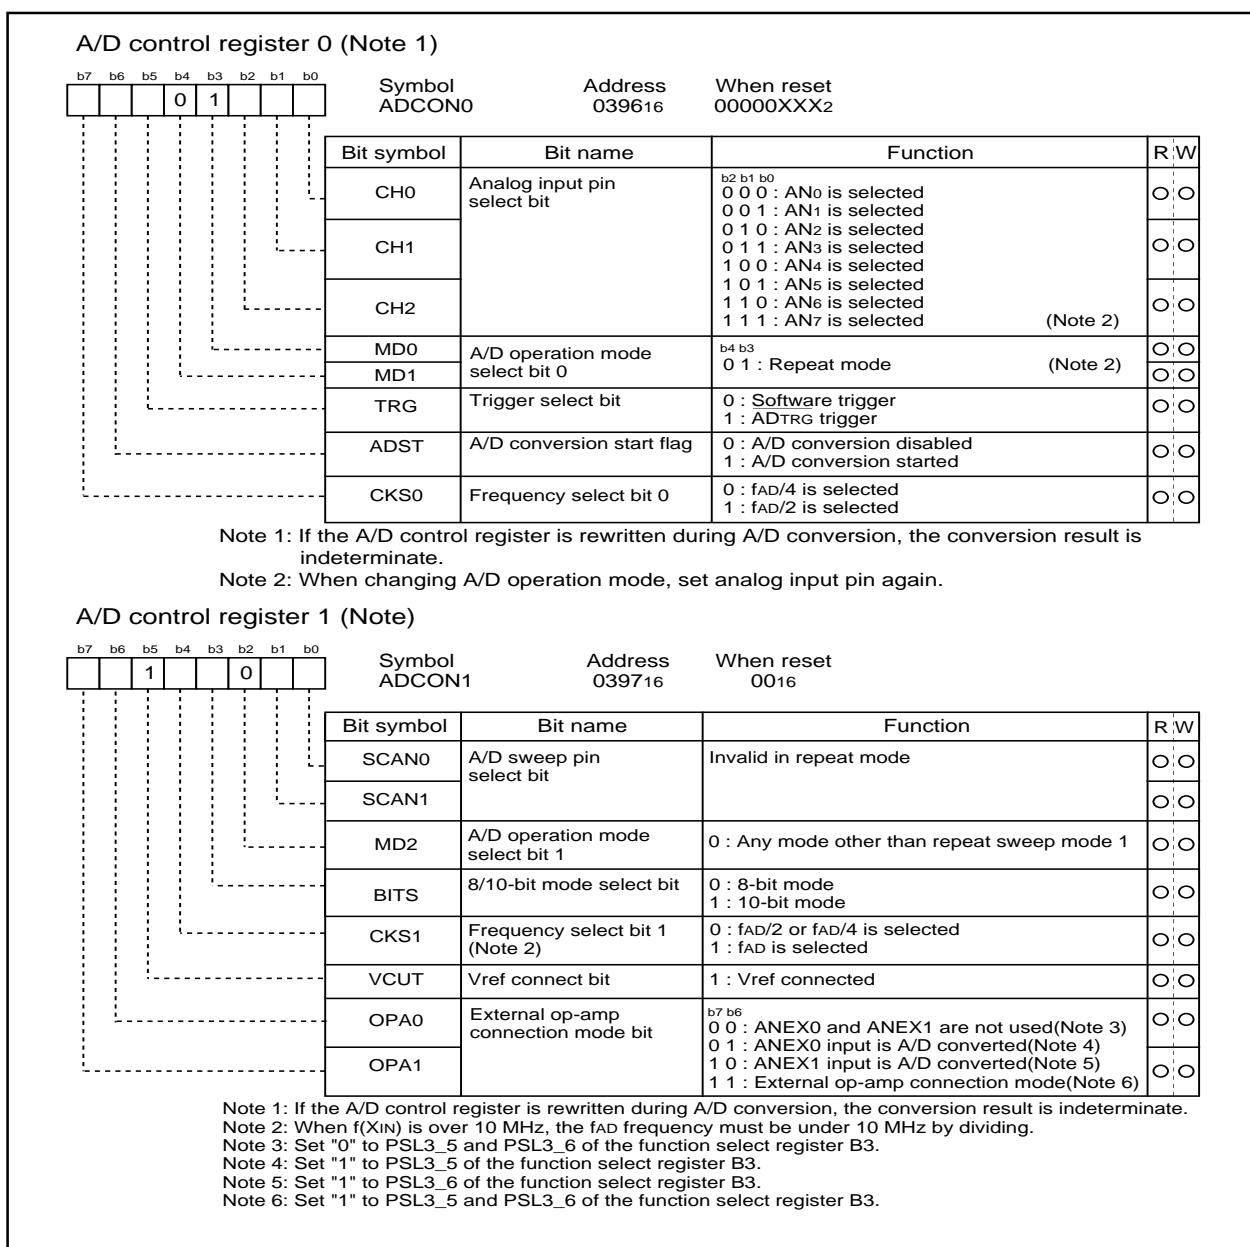 A/D control register 0 (Note 1)
b7 b6 b5 b4 b3 b2 b1 b0
0 1
Symbol Address When reset
ADCON0 039616 00000XXX2
Bit symbol Bit name Function R W
CH0 Analog input pin select bit
b2 b1 b0
0 0 0 : AN0 is selected
0 0 1 : AN1 is selected
0 1 0 : AN2 is selected
CH1 0 1 1 : AN3 is selected
1 0 0 : AN4 is selected
1 0 1 : AN5 is selected
CH2 1 1 0 : AN6 is selected
1 1 1 : AN7 is selected (Note 2)
MD0 A/D operation mode
MD1 select bit 0
b4 b3
0 1 : Repeat mode (Note 2)
TRG Trigger select bit 0 : Software trigger
1 : ADTRG trigger
ADST A/D conversion start flag 0 : A/D conversion disabled
1 : A/D conversion started
CKS0 Frequency select bit 0 0 : fAD/4 is selected
1 : fAD/2 is selected
Note 1: If the A/D control register is rewritten during A/D conversion, the conversion result is
indeterminate.
Note 2: When changing A/D operation mode, set analog input pin again.
A/D control register 1 (Note)
b7 b6 b5 b4 b3 b2 b1 b0
1 0
Symbol Address When reset
ADCON1 039716 0016
Bit symbol Bit name Function R W
SCAN0 A/D sweep pin Invalid in repeat mode
select bit
SCAN1
MD2 A/D operation mode 0 : Any mode other than repeat sweep mode 1
select bit 1
BITS 8/10-bit mode select bit 0 : 8-bit mode
1 : 10-bit mode
CKS1 Frequency select bit 1 0 : fAD/2 or fAD/4 is selected
(Note 2) 1 : fAD is selected
VCUT Vref connect bit 1 : Vref connected
OPA0 External op-amp
connection mode bit
b7 b6
0 0 : ANEX0 and ANEX1 are not used(Note 3)
0 1 : ANEX0 input is A/D converted(Note 4)
OPA1 1 0 : ANEX1 input is A/D converted(Note 5)
1 1 : External op-amp connection mode(Note 6)
Note 1: If the A/D control register is rewritten during A/D conversion, the conversion result is indeterminate.
Note 2: When f(XIN) is over 10 MHz, the fAD frequency must be under 10 MHz by dividing.
Note 3: Set "0" to PSL3_5 and PSL3_6 of the function select register B3.
Note 4: Set "1" to PSL3_5 of the function select register B3.
Note 5: Set "1" to PSL3_6 of the function select register B3.
Note 6: Set "1" to PSL3_5 and PSL3_6 of the function select register B3.